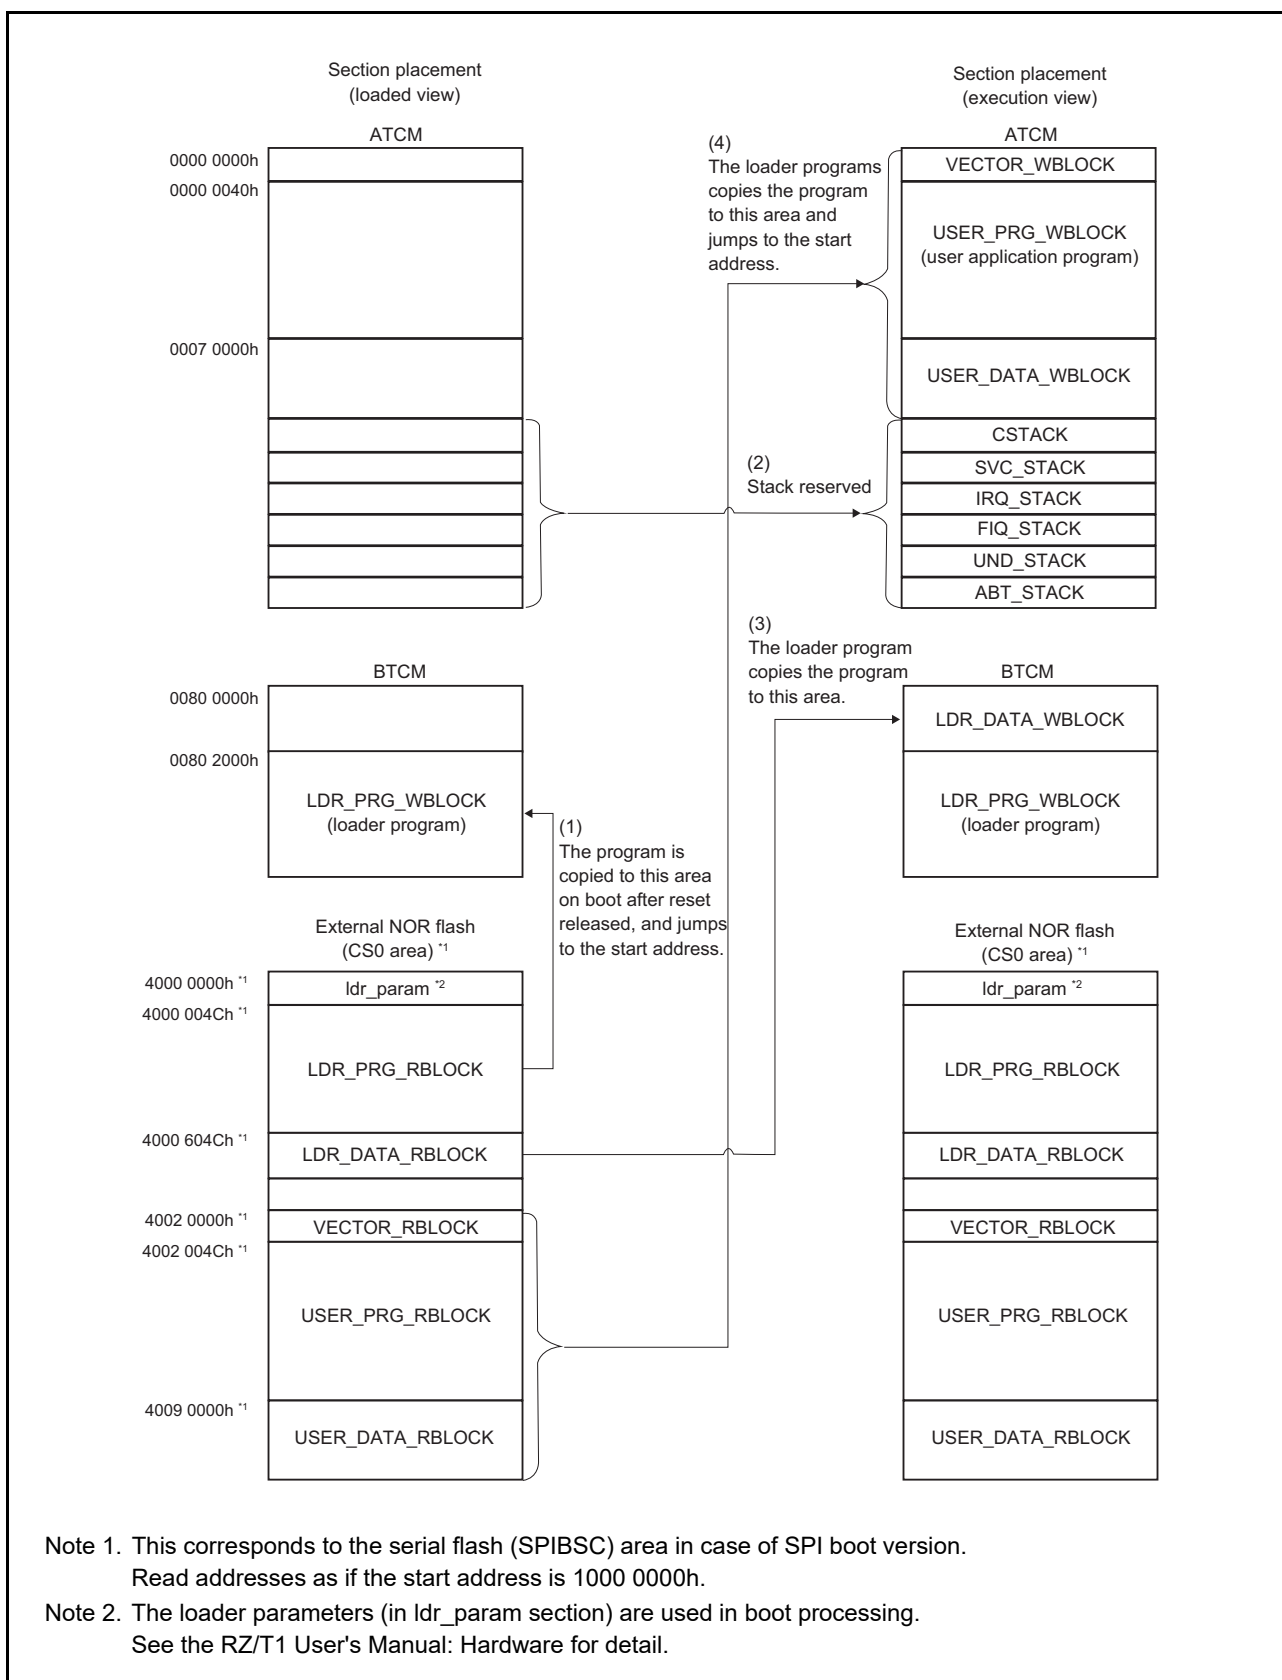 Section placement
(loaded view)
ATCM
0000 0000h
0000 0040h
0007 0000h
BTCM
0080 0000h
0080 2000h
LDR_PRG_WBLOCK
(loader program)
External NOR flash
(CS0 area) *1
4000 0000h *1
ldr_param *2
4000 004Ch *1
LDR_PRG_RBLOCK
4000 604Ch *1
LDR_DATA_RBLOCK
4002 0000h *1
VECTOR_RBLOCK
4002 004Ch *1
USER_PRG_RBLOCK
4009 0000h *1
USER_DATA_RBLOCK
(4)
The loader programs
copies the program
to this area and
jumps to the start
address.
(2)
Stack reserved
(3)
The loader program
copies the program
to this area.
(1)
The program is
copied to this area
on boot after reset
released, and jumps
to the start address.
Section placement
(execution view)
ATCM
VECTOR_WBLOCK
USER_PRG_WBLOCK
(user application program)
USER_DATA_WBLOCK
CSTACK
SVC_STACK
IRQ_STACK
FIQ_STACK
UND_STACK
ABT_STACK
BTCM
LDR_DATA_WBLOCK
LDR_PRG_WBLOCK
(loader program)
External NOR flash
(CS0 area) *1
ldr_param *2
LDR_PRG_RBLOCK
LDR_DATA_RBLOCK
VECTOR_RBLOCK
USER_PRG_RBLOCK
USER_DATA_RBLOCK
Note 1. This corresponds to the serial flash (SPIBSC) area in case of SPI boot version.
Read addresses as if the start address is 1000 0000h.
Note 2. The loader parameters (in ldr_param section) are used in boot processing.
See the RZ/T1 User's Manual: Hardware for detail.